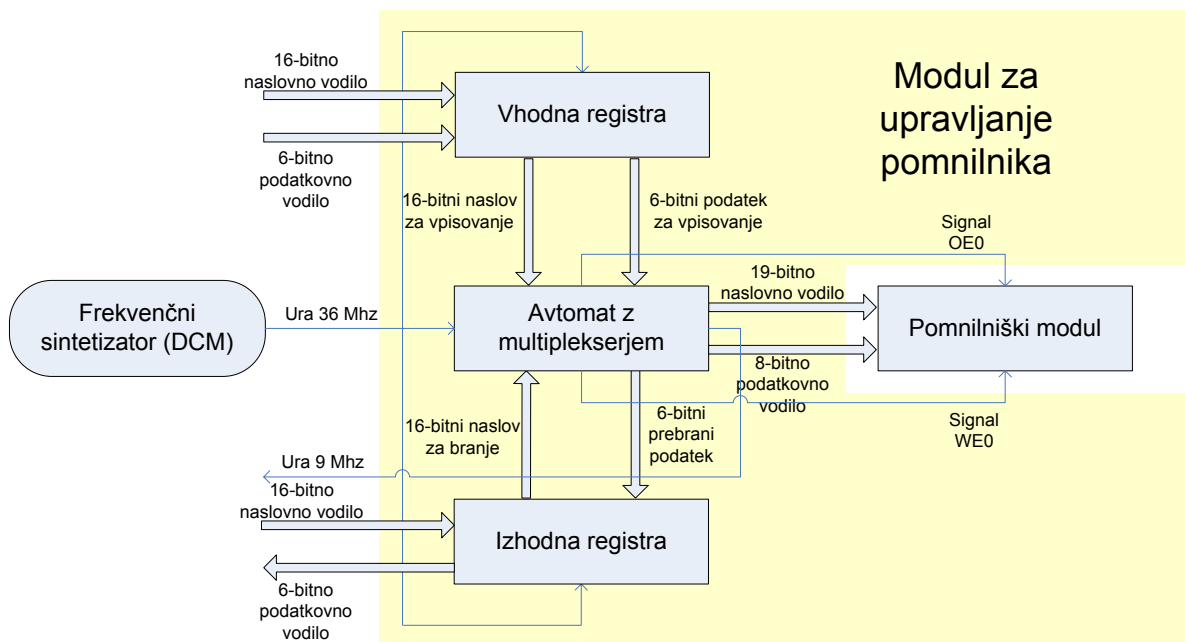 16-bitno
naslovno vodilo
6-bitno
podatkovno
vodilo
Vhodna registra
Modul za
upravljanje
pomnilnika
16-bitni naslov
za vpisovanje
6-bitni podatek
za vpisovanje
Signal
OE0
19-bitno
naslovno vodilo
Frekvenčni
sintetizator (DCM)
Ura 36 Mhz
Avtomat z
multiplekserjem
Pomnilniški modul
8-bitno
podatkovno
vodilo
16-bitni naslov
za branje
6-bitni
prebrani
podatek
Signal
WE0
Ura 9 Mhz
16-bitno
naslovno vodilo
Izhodna registra
6-bitno
podatkovno
vodilo